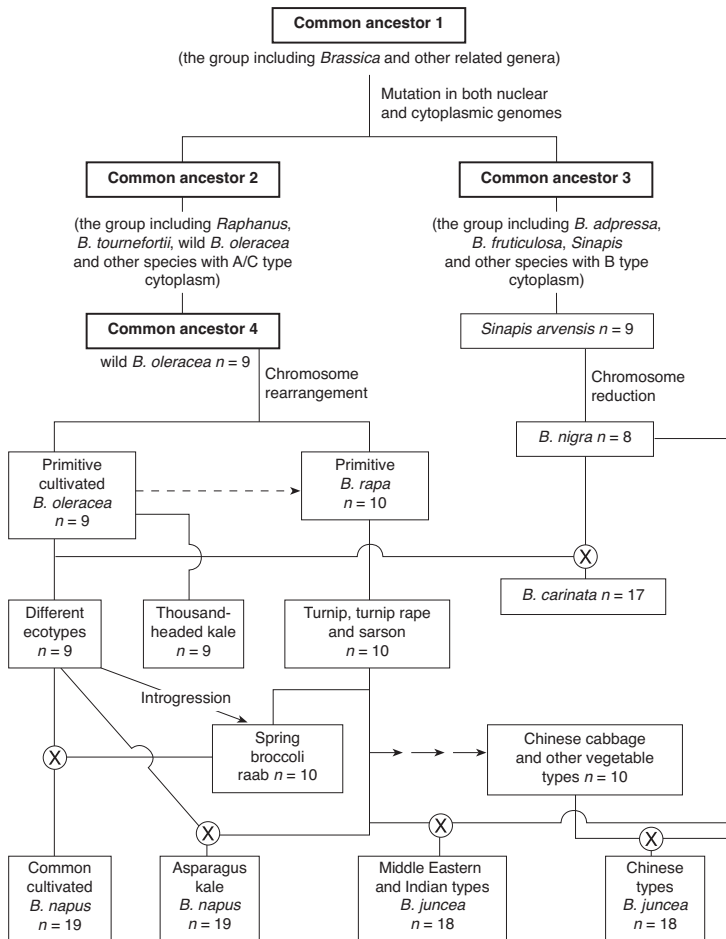 Common ancestor 1
(the group including Brassica and other related genera)
Mutation in both nuclear
and cytoplasmic genomes
Common ancestor 2
Common ancestor 3
(the group including Raphanus,
B. tournefortii, wild B. oleracea
and other species with A/C type
cytoplasm)
(the group including B. adpressa,
B. fruticulosa, Sinapis
and other species with B type
cytoplasm)
Common ancestor 4
Sinapis arvensis n = 9
wild B. oleracea n = 9
Chromosome
rearrangement
Chromosome
reduction
B. nigra n = 8
Primitive
cultivated
B. oleracea
n = 9
Primitive
B. rapa
n = 10
X
B. carinata n = 17
Different
ecotypes
n = 9
Thousand-
headed kale
n = 9
Turnip, turnip rape
and sarson
n = 10
Introgression
Spring
broccoli
raab n = 10
Chinese cabbage
and other vegetable
types n = 10
X
X
X
X
Common
cultivated
B. napus
n = 19
Asparagus
kale
B. napus
n = 19
Middle Eastern
and Indian types
B. juncea
n = 18
Chinese
types
B. juncea
n = 18